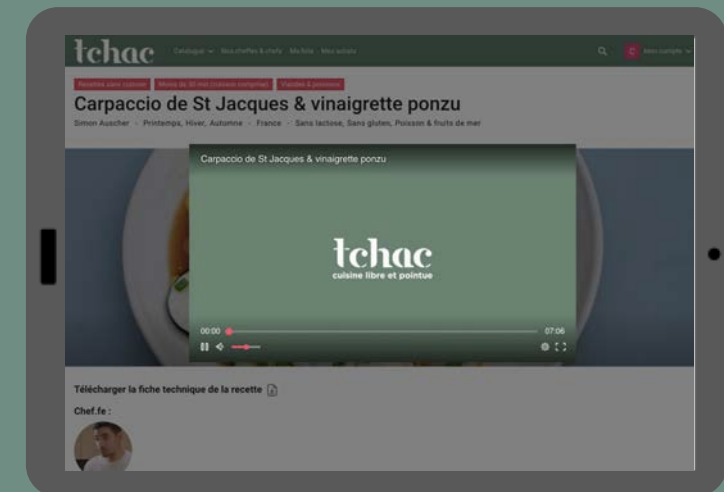 tchac
Catalogue Nos cheffes & chefs Ma liste Mes achats
C Mon compte
Recettes sans cuisson Moins de 30 min (cuisson comprise) Viandes & poissons
Carpaccio de St Jacques & vinaigrette ponzu
Simon Auscher - Printemps, Hiver, Automne - France - Sans lactose, Sans gluten, Poisson & fruits de mer
Carpaccio de St Jacques & vinaigrette ponzu
tchac
cuisine libre et pointue
00:00 07:06
Télécharger la fiche technique de la recette
Chef.fe :